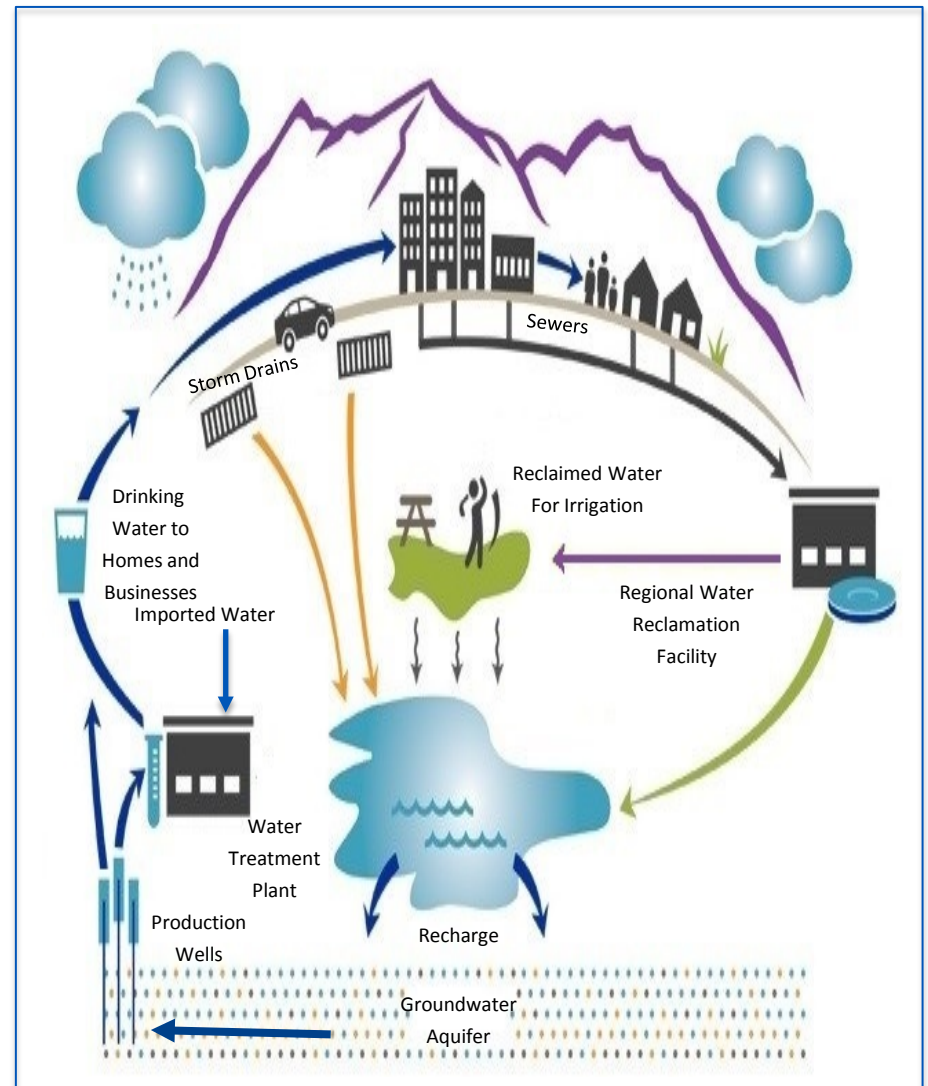 Sewers
Storm Drains
Reclaimed Water
For Irrigation
Drinking
Water to
Homes and
Businesses
Imported Water
Regional Water
Reclamation
Facility
Water
Treatment
Plant
Production
Wells
Recharge
Groundwater
Aquifer